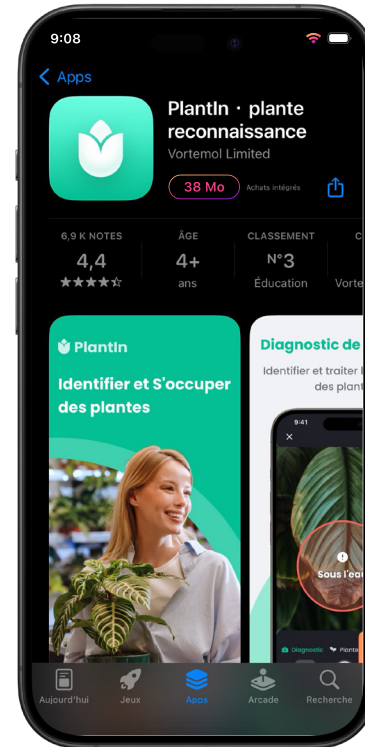 9:08
Apps
PlantIn · plante
reconnaissance
Vortemol Limited
38 Mo
Achats intégrés
6,9 K NOTES
ÂGE
CLASSEMENT
4,4
4+
N°3
ans
Éducation
PlantIn
Identifier et S'occuper
des plantes
Diagnostic de
Identifier et traiter
des plant
9:41
Sous l'eau
Diagnostic
Plante
Aujourd'hui
Jeux
Apps
Arcade
Recherche